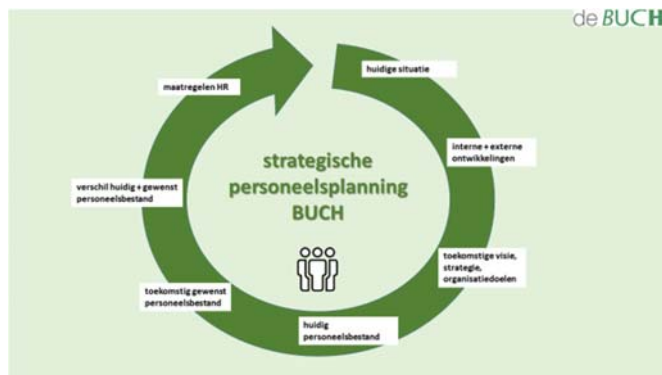 de BUCH
huidige situatie
interne + externe
ontwikkelingen
toekomstige visie,
strategie,
organisatiedoelen
huidig
personeelsbestand
toekomstig gewenst
personeelsbestand
verschil huidig + gewenst
personeelsbestand
maatregelen HR
strategische
personeelsplanning
BUCH